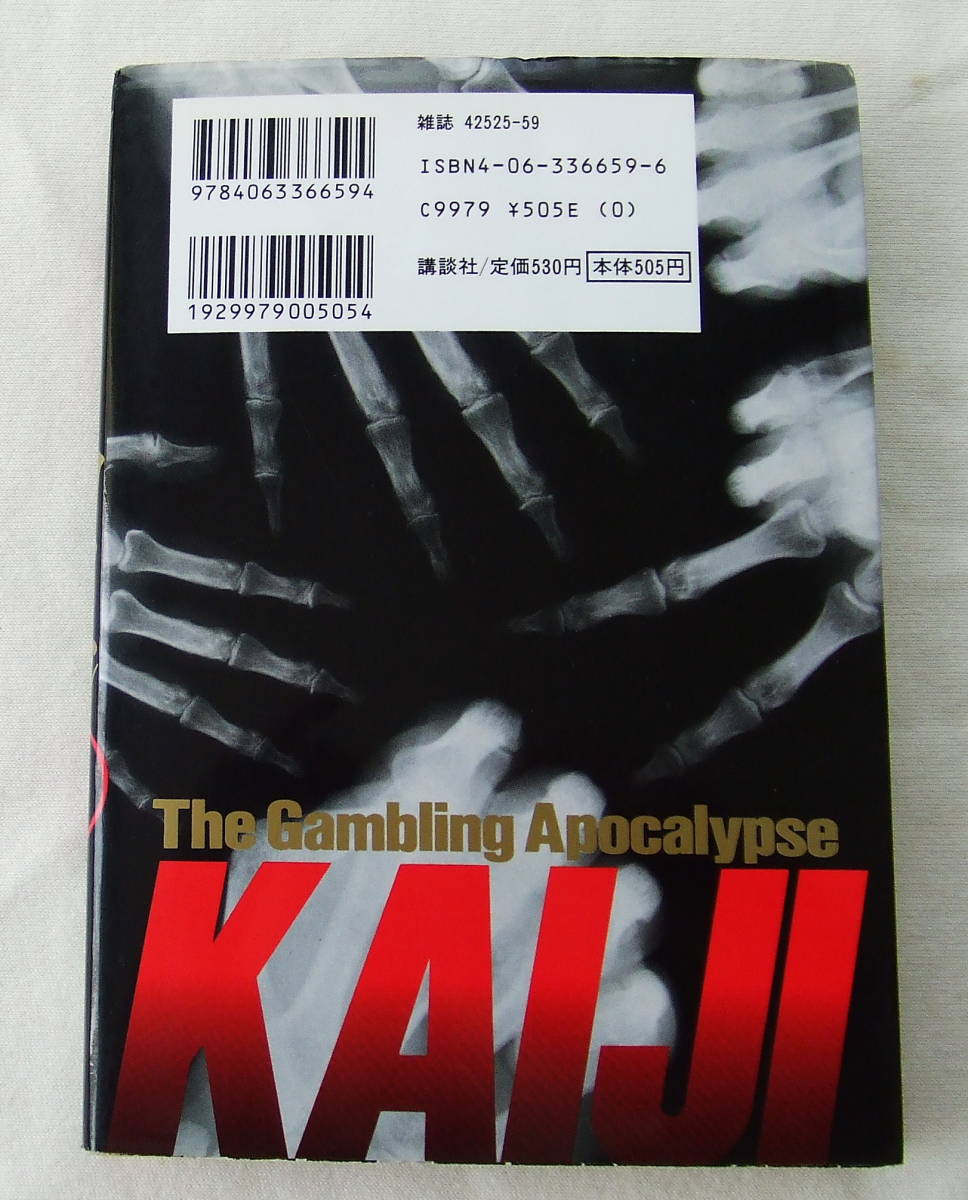 雑誌 42525-59
ISBN4-06-336659-6
9784063366594
C9979 ¥505E (0)
講談社/定価530円 本体505円
1929979005054
The Gambling Apocalypse
KAIJI